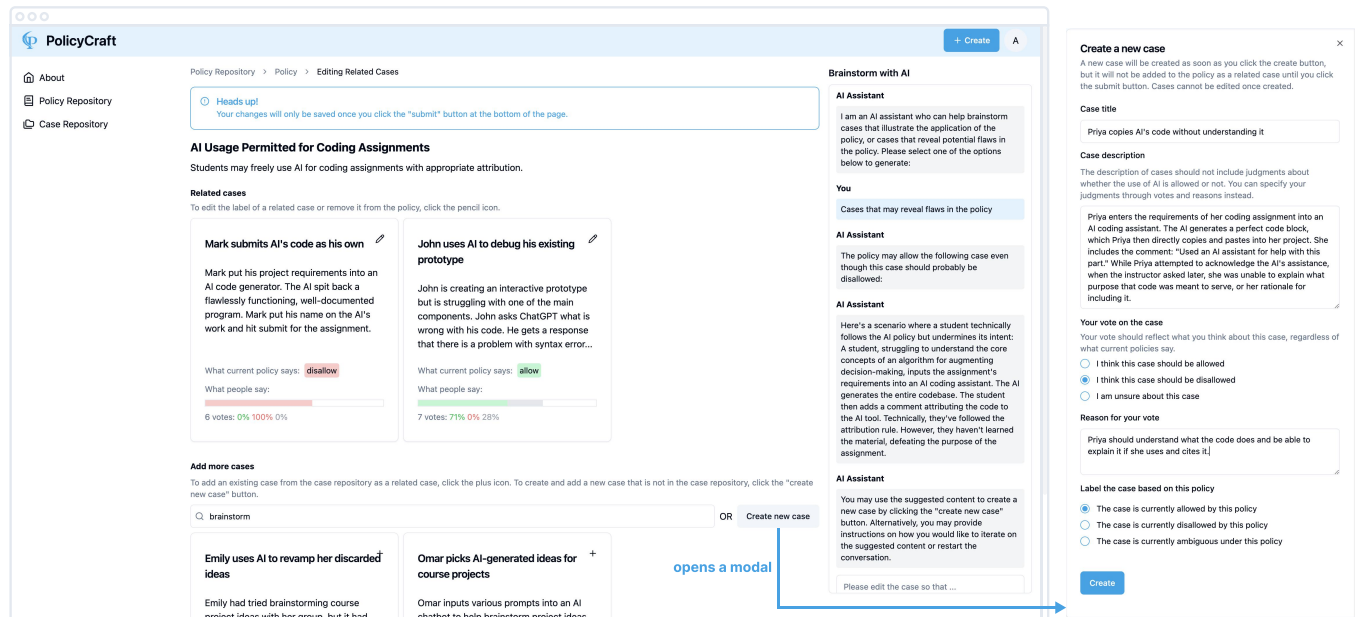 PolicyCraft
+ Create
A
About
Policy Repository
Case Repository
Policy Repository > Policy > Editing Related Cases
Heads up!
Your changes will only be saved once you click the "submit" button at the bottom of the page.
AI Usage Permitted for Coding Assignments
Students may freely use AI for coding assignments with appropriate attribution.
Related cases
To edit the label of a related case or remove it from the policy, click the pencil icon.
Mark submits AI's code as his own
Mark put his project requirements into an
AI code generator. The AI spit back a
flawlessly functioning, well-documented
program. Mark put his name on the AI's
work and hit submit for the assignment.
What current policy says: disallow
What people say:
6 votes: 0% 100% 0%
John uses AI to debug his existing
prototype
John is creating an interactive prototype
but is struggling with one of the main
components. John asks ChatGPT what is
wrong with his code. He gets a response
that there is a problem with syntax error...
What current policy says: allow
What people say:
7 votes: 71% 0% 28%
Add more cases
To add an existing case from the case repository as a related case, click the plus icon. To create and add a new case that is not in the case repository, click the "create
new case" button.
brainstorm
OR
Create new case
Emily uses AI to revamp her discarded
ideas
Emily had tried brainstorming course
project ideas with her group, but it had
Omar picks AI-generated ideas for
course projects
Omar inputs various prompts into an AI
chatbot to help brainstorm project ideas
opens a modal
Brainstorm with AI
AI Assistant
I am an AI assistant who can help brainstorm
cases that illustrate the application of the
policy, or cases that reveal potential flaws in
the policy. Please select one of the options
below to generate:
You
Cases that may reveal flaws in the policy
AI Assistant
The policy may allow the following case even
though this case should probably be
disallowed:
AI Assistant
Here's a scenario where a student technically
follows the AI policy but undermines its intent:
A student, struggling to understand the core
concepts of an algorithm for augmenting
decision-making, inputs the assignment's
requirements into an AI coding assistant. The AI
generates the entire codebase. The student
then adds a comment attributing the code to
the AI tool. Technically, they've followed the
attribution rule. However, they haven't learned
the material, defeating the purpose of the
assignment.
AI Assistant
You may use the suggested content to create a
new case by clicking the "create new case"
button. Alternatively, you may provide
instructions on how you would like to iterate on
the suggested content or restart the
conversation.
Please edit the case so that ...
Create a new case
A new case will be created as soon as you click the create button,
but it will not be added to the policy as a related case until you click
the submit button. Cases cannot be edited once created.
Case title
Priya copies AI's code without understanding it
Case description
The description of cases should not include judgments about
whether the use of AI is allowed or not. You can specify your
judgments through votes and reasons instead.
Priya enters the requirements of her coding assignment into an
AI coding assistant. The AI generates a perfect code block,
which Priya then directly copies and pastes into her project. She
includes the comment: "Used an AI assistant for help with this
part." While Priya attempted to acknowledge the AI's assistance,
when the instructor asked later, she was unable to explain what
purpose that code was meant to serve, or her rationale for
including it.
Your vote on the case
Your vote should reflect what you think about this case, regardless of
what current policies say.
I think this case should be allowed
I think this case should be disallowed
I am unsure about this case
Reason for your vote
Priya should understand what the code does and be able to
explain it if she uses and cites it.
Label the case based on this policy
The case is currently allowed by this policy
The case is currently disallowed by this policy
The case is currently ambiguous under this policy
Create